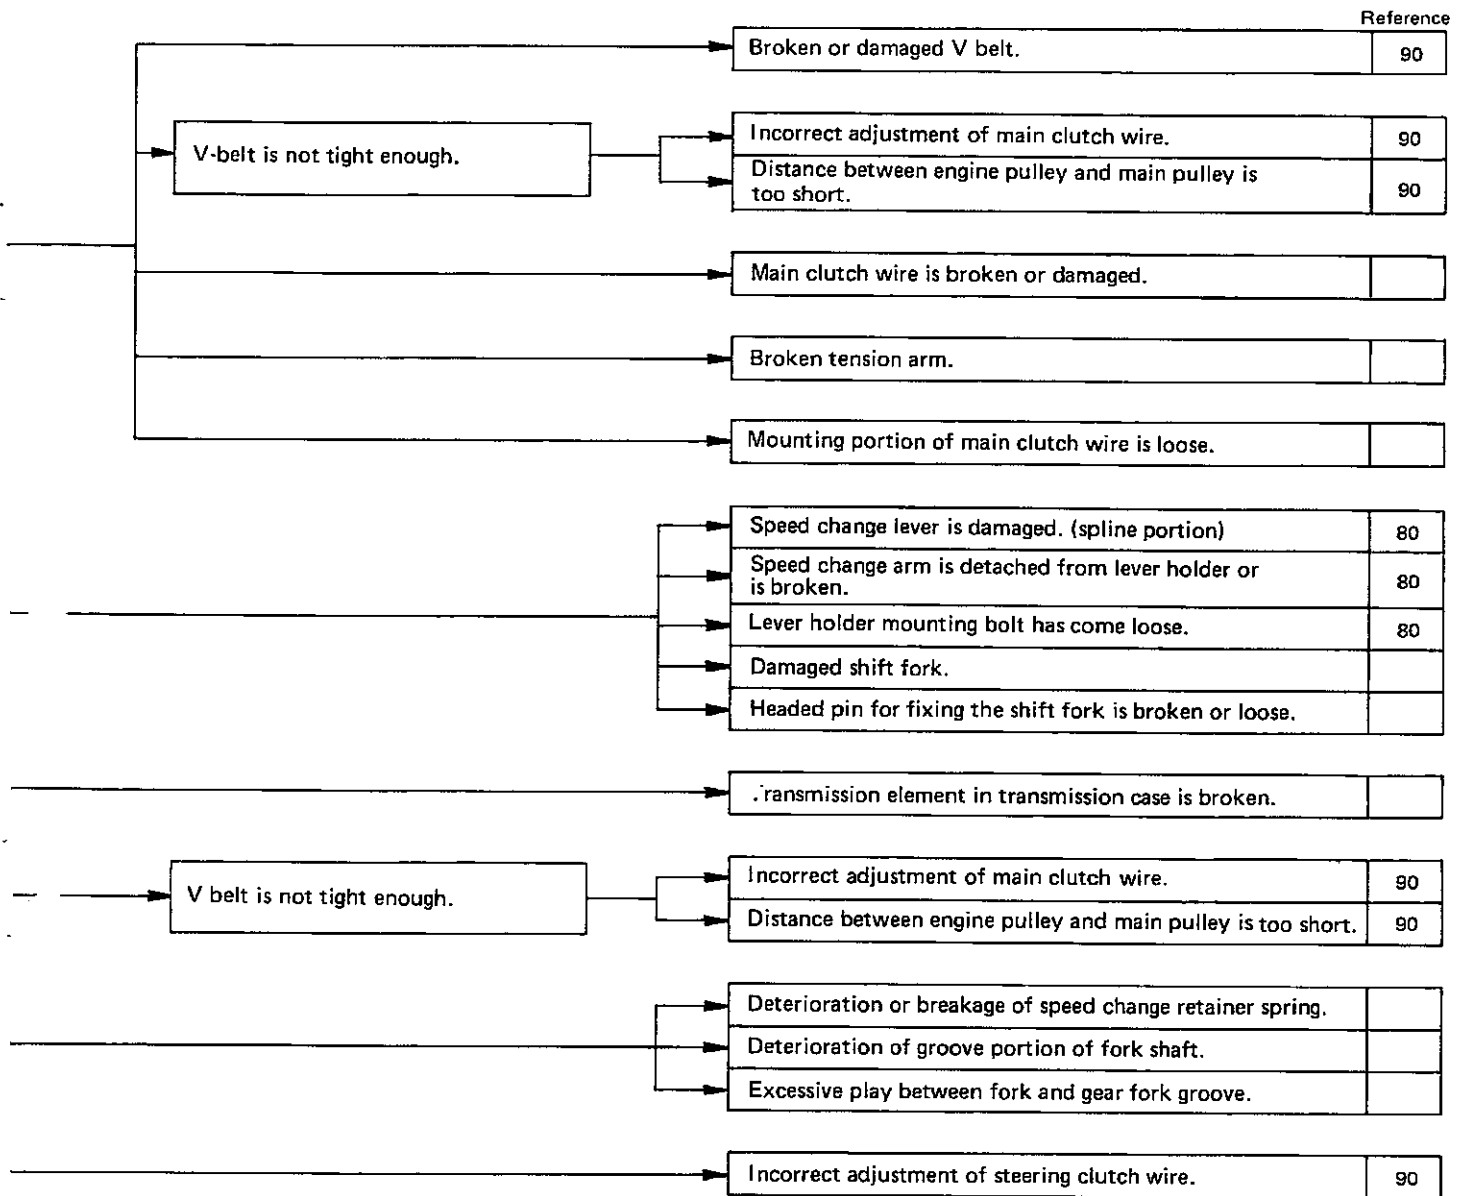 Reference
Broken or damaged V belt. 90
V-belt is not tight enough.
Incorrect adjustment of main clutch wire. 90
Distance between engine pulley and main pulley is
too short. 90
Main clutch wire is broken or damaged.
Broken tension arm.
Mounting portion of main clutch wire is loose.
Speed change lever is damaged. (spline portion) 80
Speed change arm is detached from lever holder or
is broken. 80
Lever holder mounting bolt has come loose. 80
Damaged shift fork.
Headed pin for fixing the shift fork is broken or loose.
.ransmission element in transmission case is broken.
V belt is not tight enough.
Incorrect adjustment of main clutch wire. 90
Distance between engine pulley and main pulley is too short. 90
Deterioration or breakage of speed change retainer spring.
Deterioration of groove portion of fork shaft.
Excessive play between fork and gear fork groove.
Incorrect adjustment of steering clutch wire. 90